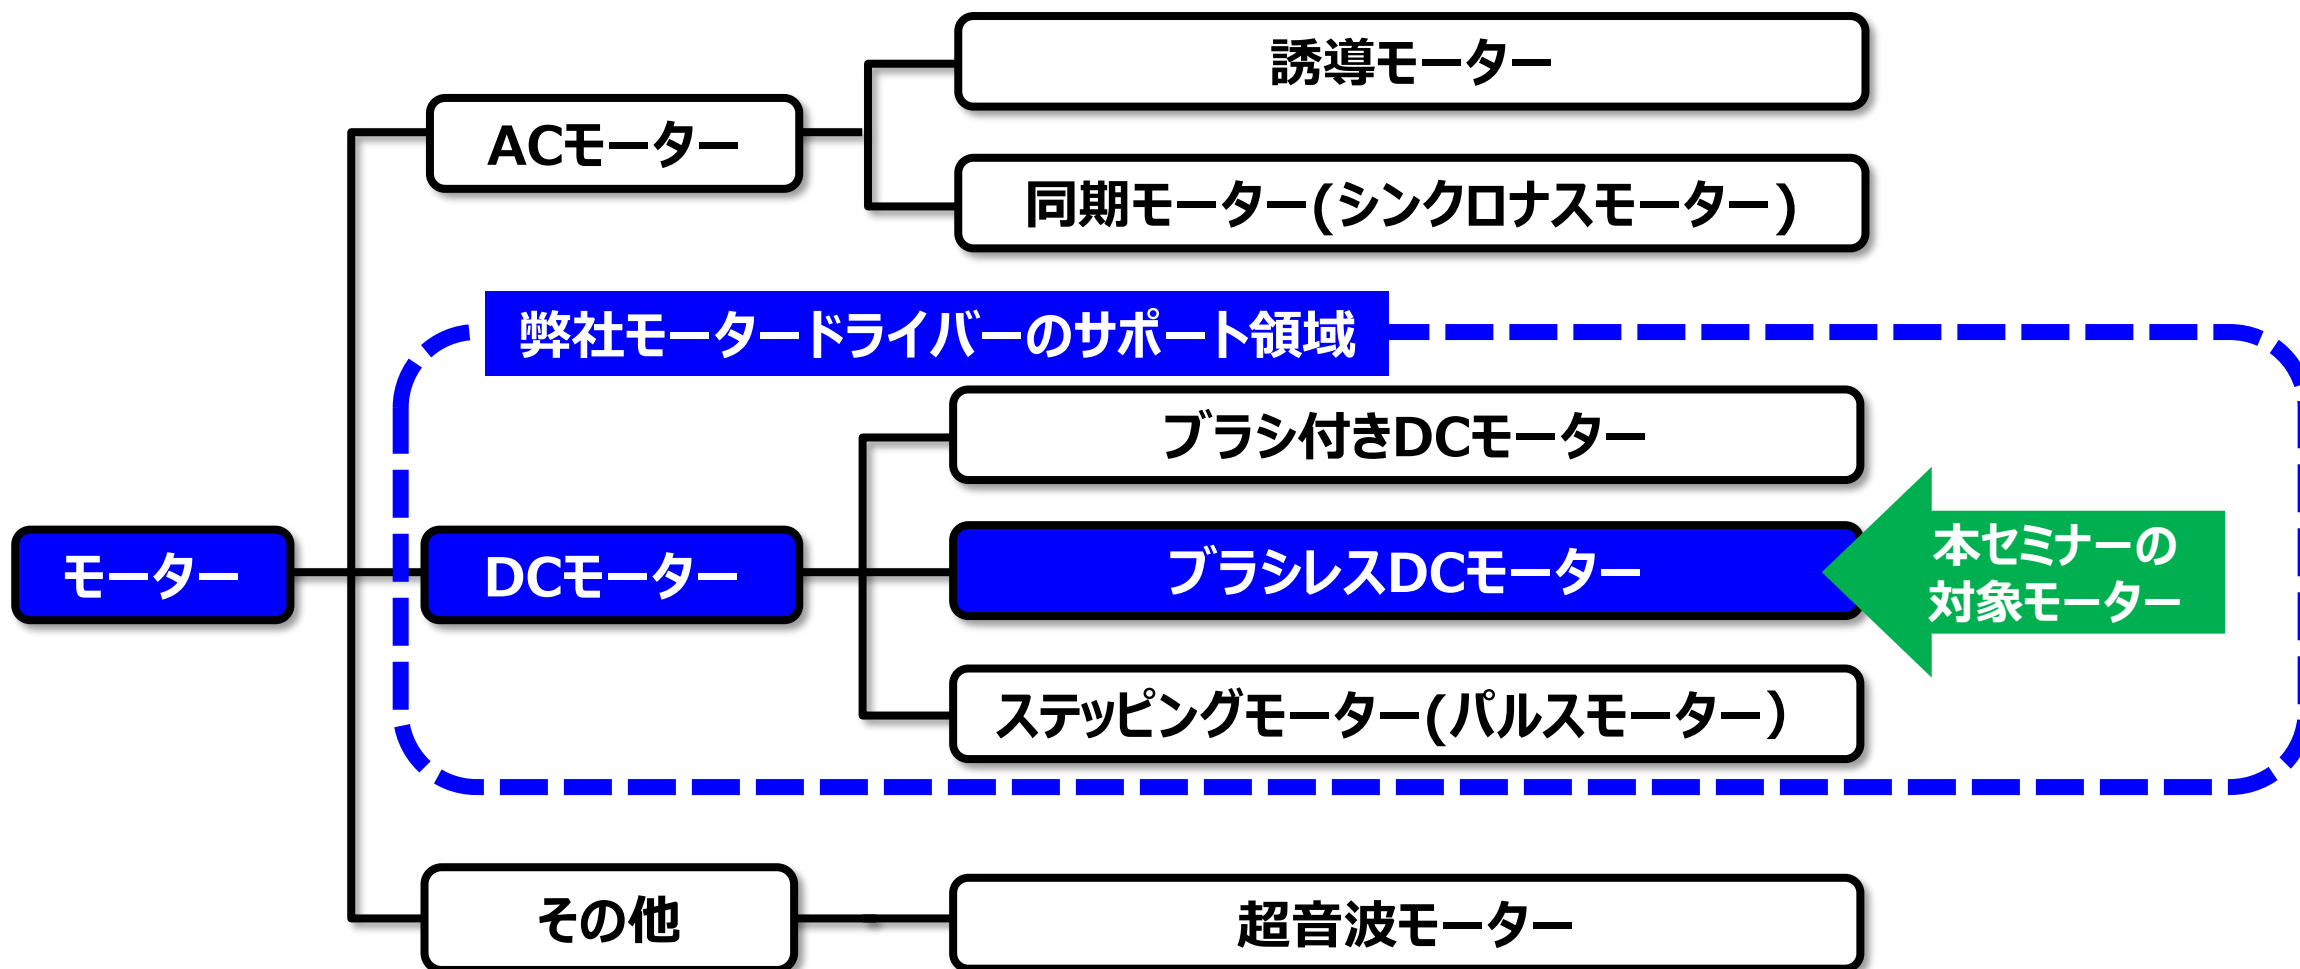 誘導モーター
ACモーター
同期モーター(シンクロナスモーター)
弊社モータードライバーのサポート領域
ブラシ付きDCモーター
モーター
DCモーター
ブラシレスDCモーター
本セミナーの
対象モーター
ステッピングモーター(パルスモーター)
その他
超音波モーター